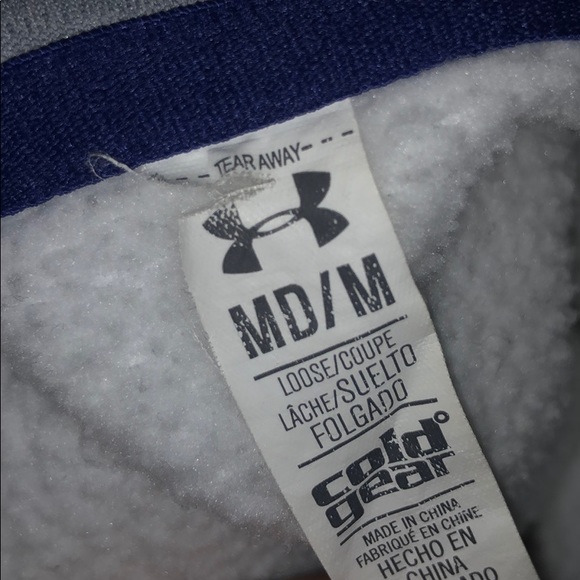 - - TEAR AWAY - - -
MD/M
LOOSE/COUPE
LÂCHE/SUELTO
FOLGADO
cold
gear
MADE IN CHINA
FABRIQUÉ EN CHINE
HECHO EN
CHINA